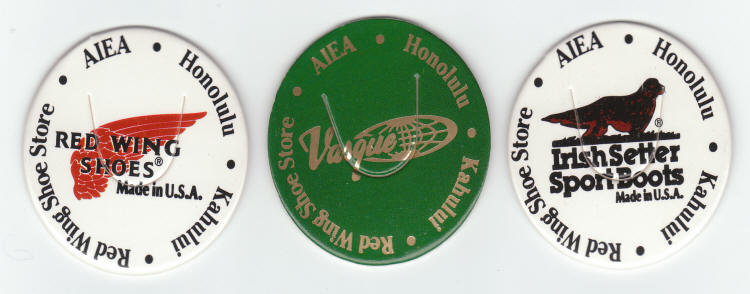 Red Wing Shoe Store • AIEA • Honolulu • Kahului •
RED WING
SHOES®
Made in U.S.A.
Red Wing Shoe Store • AIEA • Honolulu • Kahului •
Vasque
Red Wing Shoe Store • AIEA • Honolulu • Kahului •
®
Irish Setter
Sport Boots
Made in U.S.A.